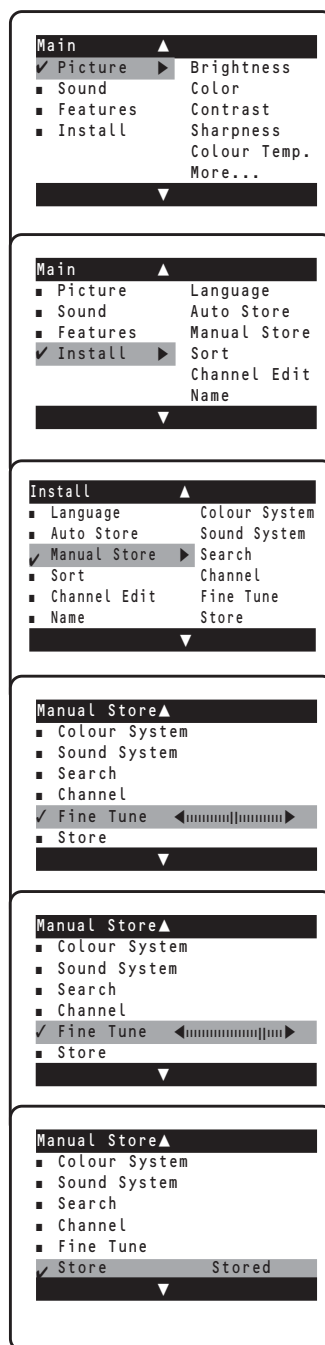 Main
Picture Brightness
Sound Color
Features Contrast
Install Sharpness
Colour Temp.
More...
Main
Picture Language
Sound Auto Store
Features Manual Store
Install Sort
Channel Edit
Name
Install
Language Colour System
Auto Store Sound System
Manual Store Search
Sort Channel
Channel Edit Fine Tune
Name Store
Manual Store
Colour System
Sound System
Search
Channel
Fine Tune
Store
Manual Store
Colour System
Sound System
Search
Channel
Fine Tune
Store
Manual Store
Colour System
Sound System
Search
Channel
Fine Tune
Store Stored